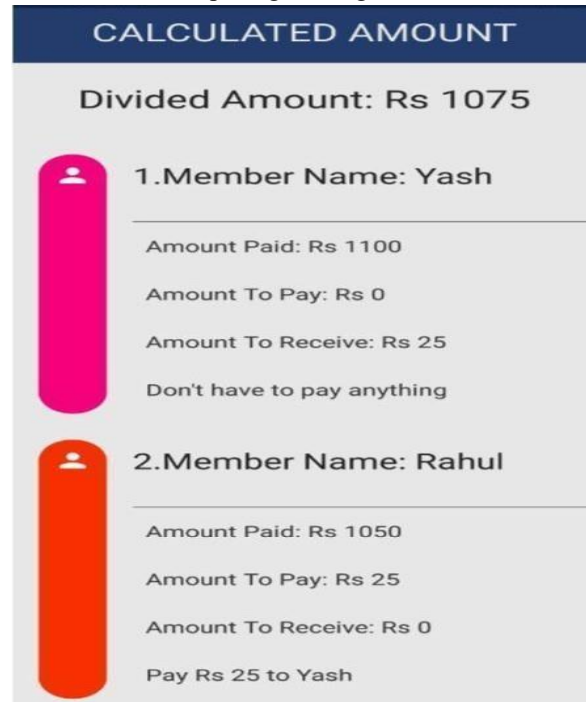 CALCULATED AMOUNT
Divided Amount: Rs 1075
1.Member Name: Yash
Amount Paid: Rs 1100
Amount To Pay: Rs 0
Amount To Receive: Rs 25
Don't have to pay anything
2.Member Name: Rahul
Amount Paid: Rs 1050
Amount To Pay: Rs 25
Amount To Receive: Rs 0
Pay Rs 25 to Yash